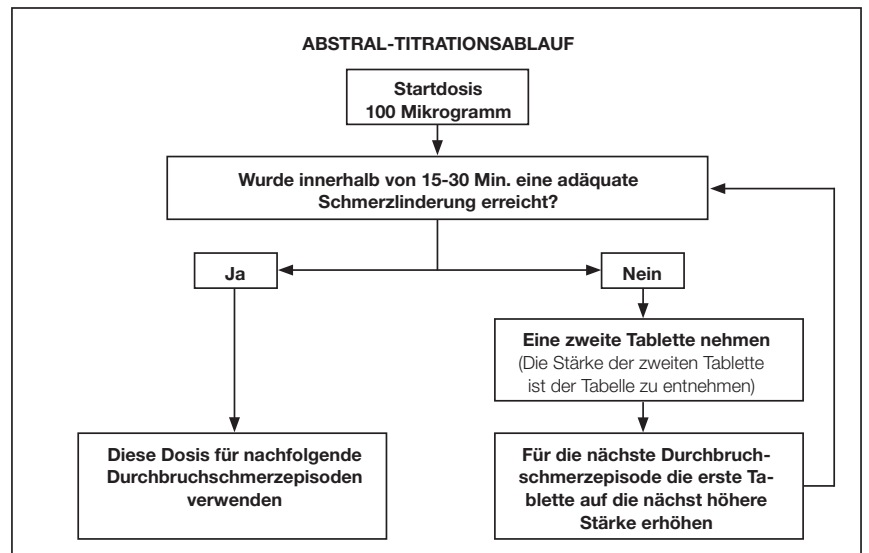 ABSTRAL-TITRATIONSABLAUF
Startdosis
100 Mikrogramm
Wurde innerhalb von 15-30 Min. eine adäquate
Schmerzlinderung erreicht?
Ja
Nein
Eine zweite Tablette nehmen
(Die Stärke der zweiten Tablette
ist der Tabelle zu entnehmen)
Diese Dosis für nachfolgende
Durchbruchschmerzepisoden
verwenden
Für die nächste Durchbruch-
schmerzepisode die erste Ta-
blette auf die nächst höhere
Stärke erhöhen